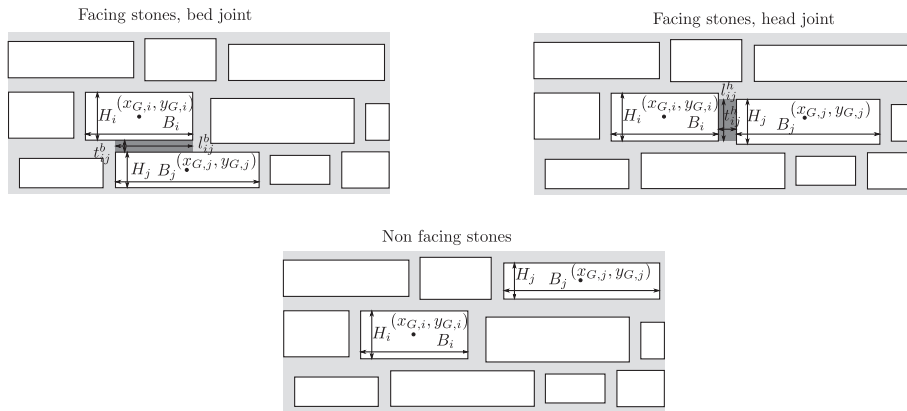 Facing stones, bed joint
H_i (x_{G,i}, y_{G,i}) B_i
t^b_{ij} l^b_{ij}
H_j B_j (x_{G,j}, y_{G,j})
Facing stones, head joint
l^h_{ij}
H_i (x_{G,i}, y_{G,i}) B_i t^h_{ij} H_j B_j (x_{G,j}, y_{G,j})
Non facing stones
H_j B_j (x_{G,j}, y_{G,j})
H_i (x_{G,i}, y_{G,i}) B_i